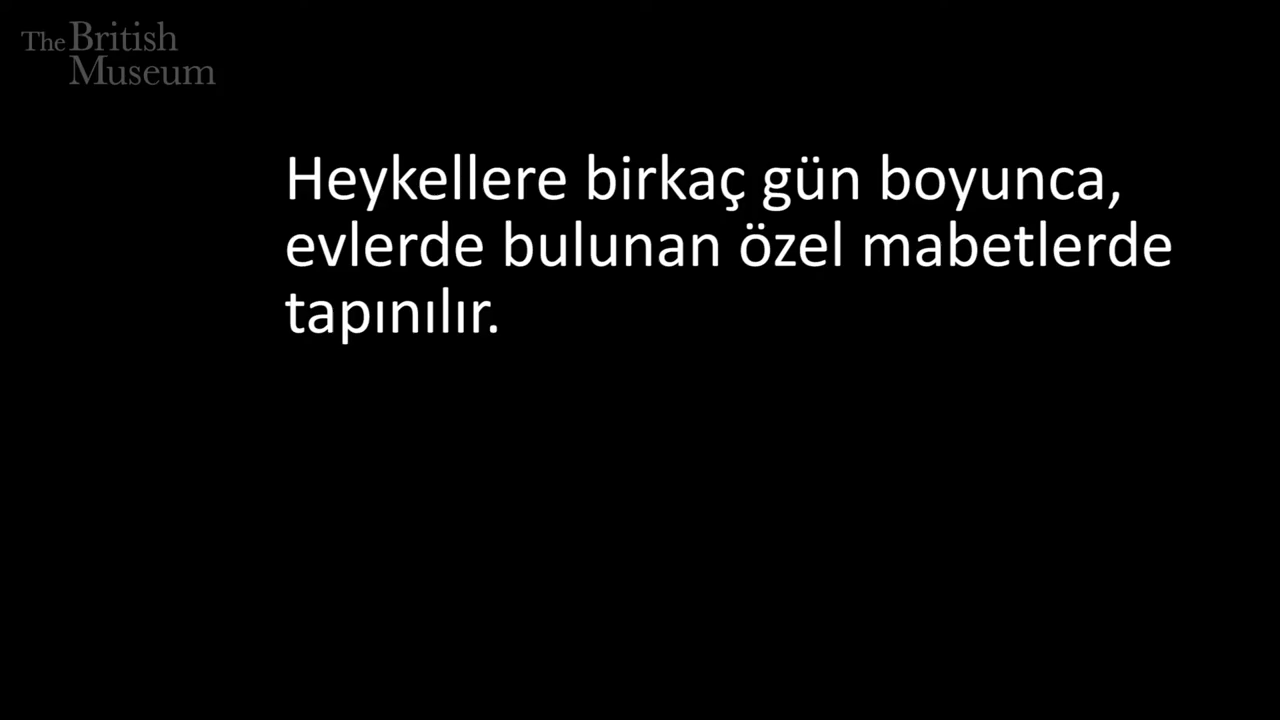 The British
Museum
Heykellere birkaç gün boyunca,
evlerde bulunan özel mabetlerde
tapınılır.